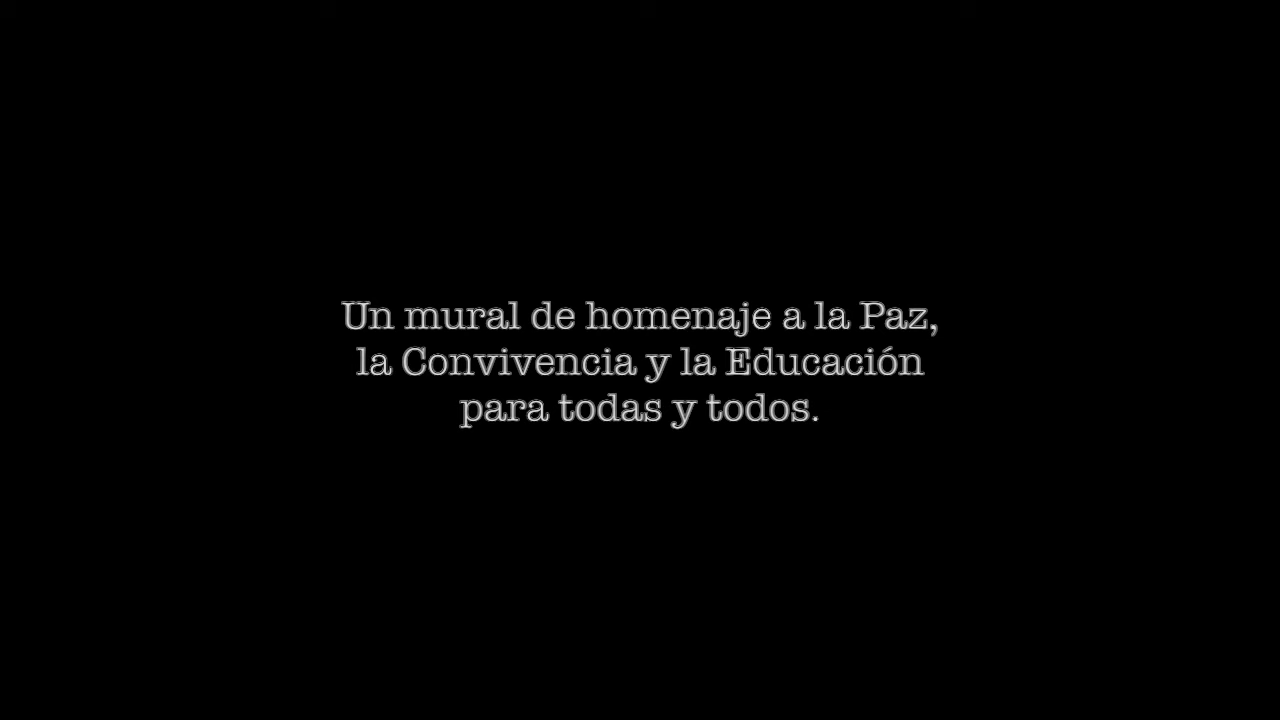 Un mural de homenaje a la Paz,
la Convivencia y la Educación
para todas y todos.